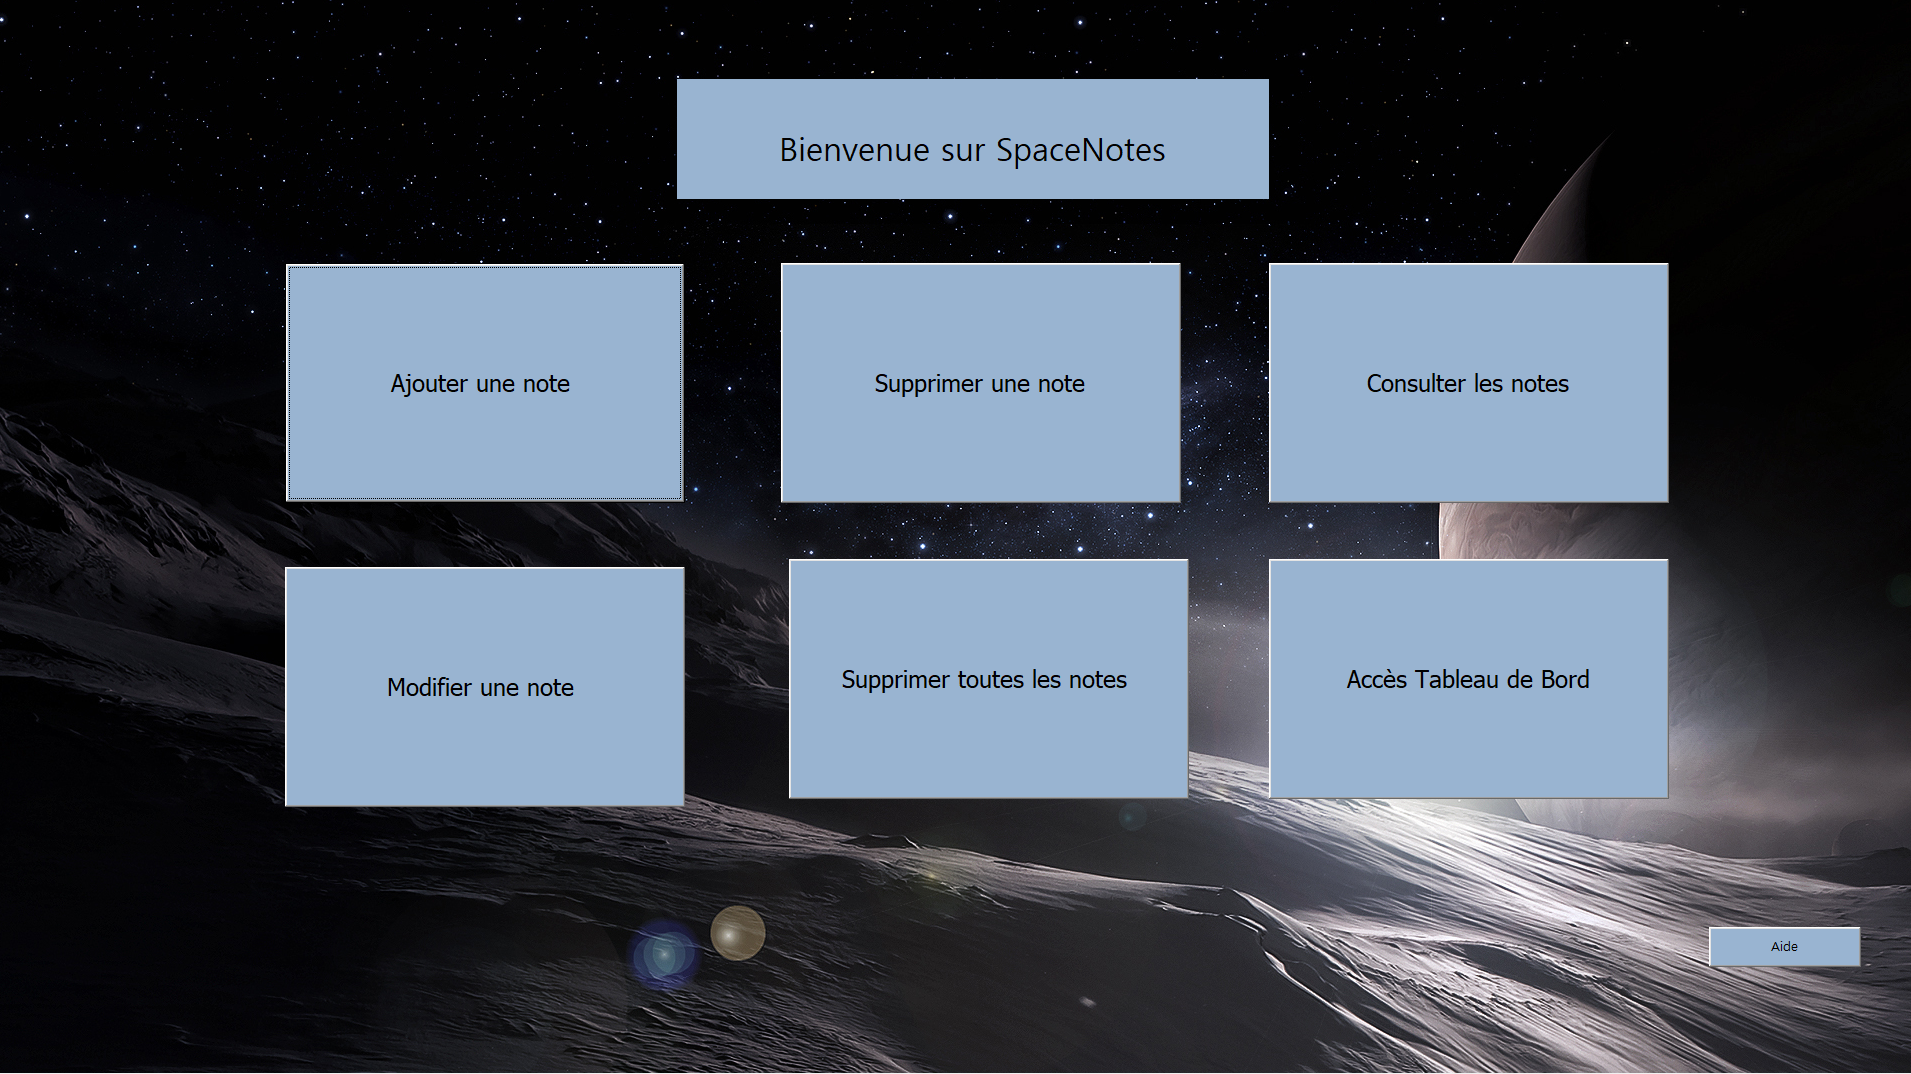 Bienvenue sur SpaceNotes
Ajouter une note
Supprimer une note
Consulter les notes
Modifier une note
Supprimer toutes les notes
Accès Tableau de Bord
Aide